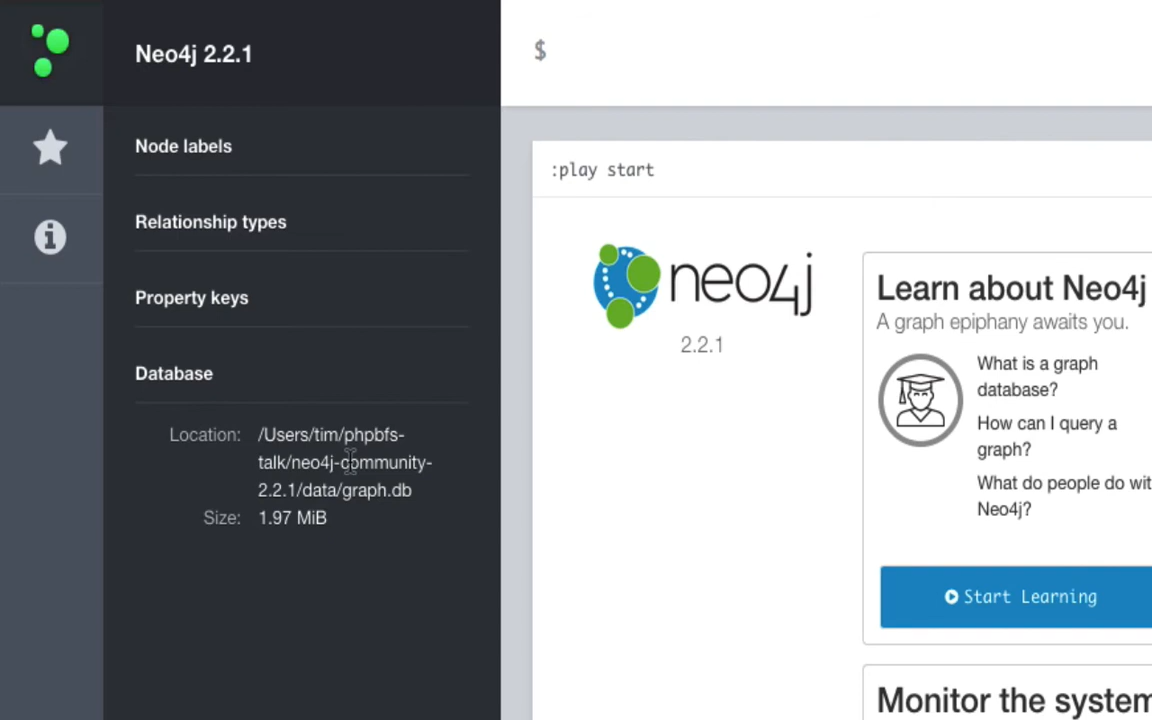 Neo4j 2.2.1
$
Node labels
Relationship types
Property keys
Database
Location: /Users/tim/phpbfs-
talk/neo4j-community-
2.2.1/data/graph.db
Size: 1.97 MiB
:play start
neo4j
2.2.1
Learn about Neo4j
A graph epiphany awaits you.
What is a graph
database?
How can I query a
graph?
What do people do wit
Neo4j?
Start Learning
Monitor the system